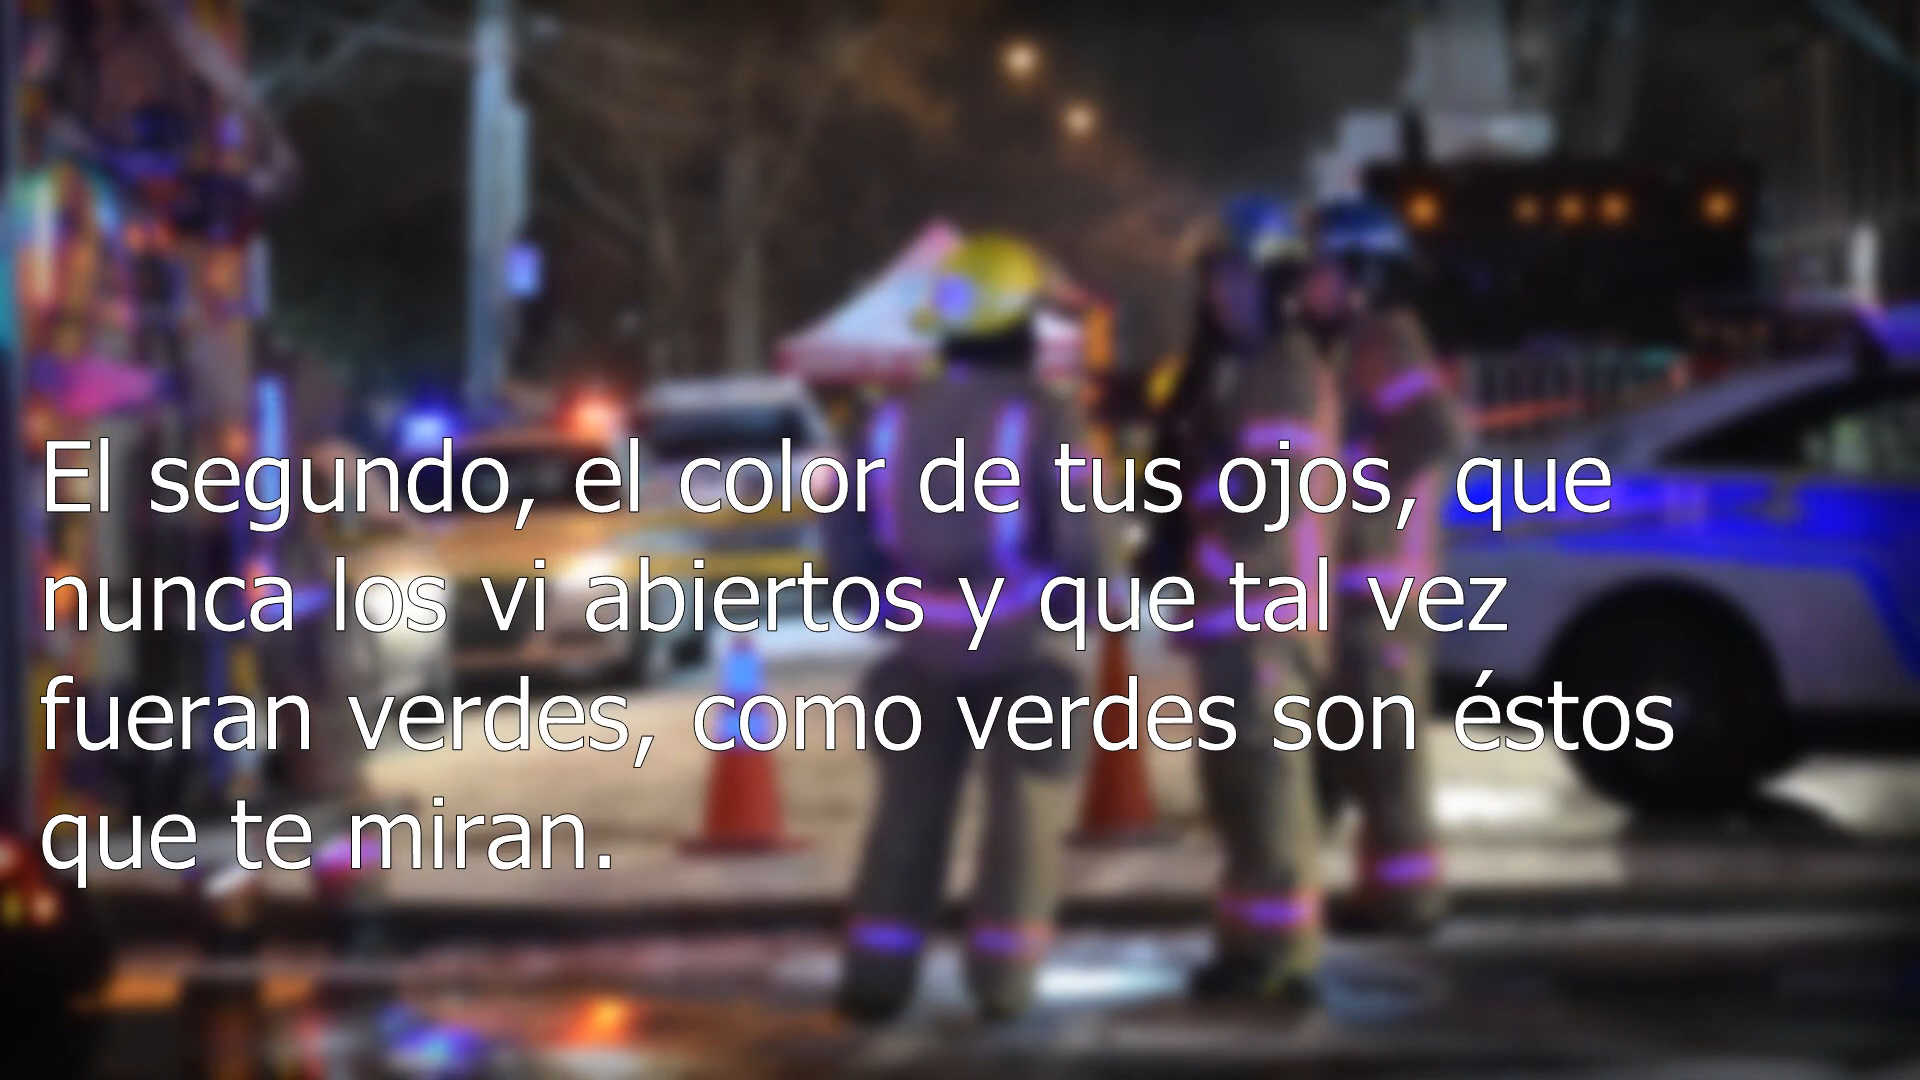 El segundo, el color de tus ojos, que
nunca los vi abiertos y que tal vez
fueran verdes, como verdes son éstos
que te miran.